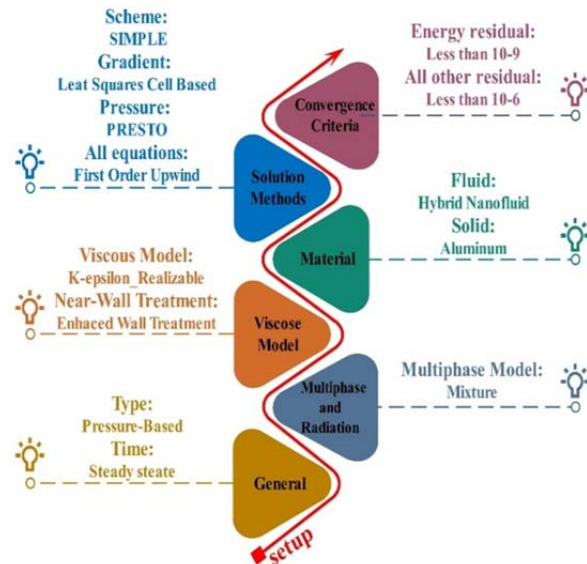 Scheme:
SIMPLE
Gradient:
Leat Squares Cell Based
Pressure:
PRESTO
All equations:
First Order Upwind
Solution
Methods
Energy residual:
Less than 10-9
All other residual:
Less than 10-6
Convergence
Criteria
Fluid:
Hybrid Nanofluid
Solid:
Aluminum
Material
Viscous Model:
K-epsilon_Realizable
Near-Wall Treatment:
Enhaced Wall Treatment
Viscose
Model
Multiphase Model:
Mixture
Multiphase
and
Radiation
Type:
Pressure-Based
Time:
Steady steate
General
setup